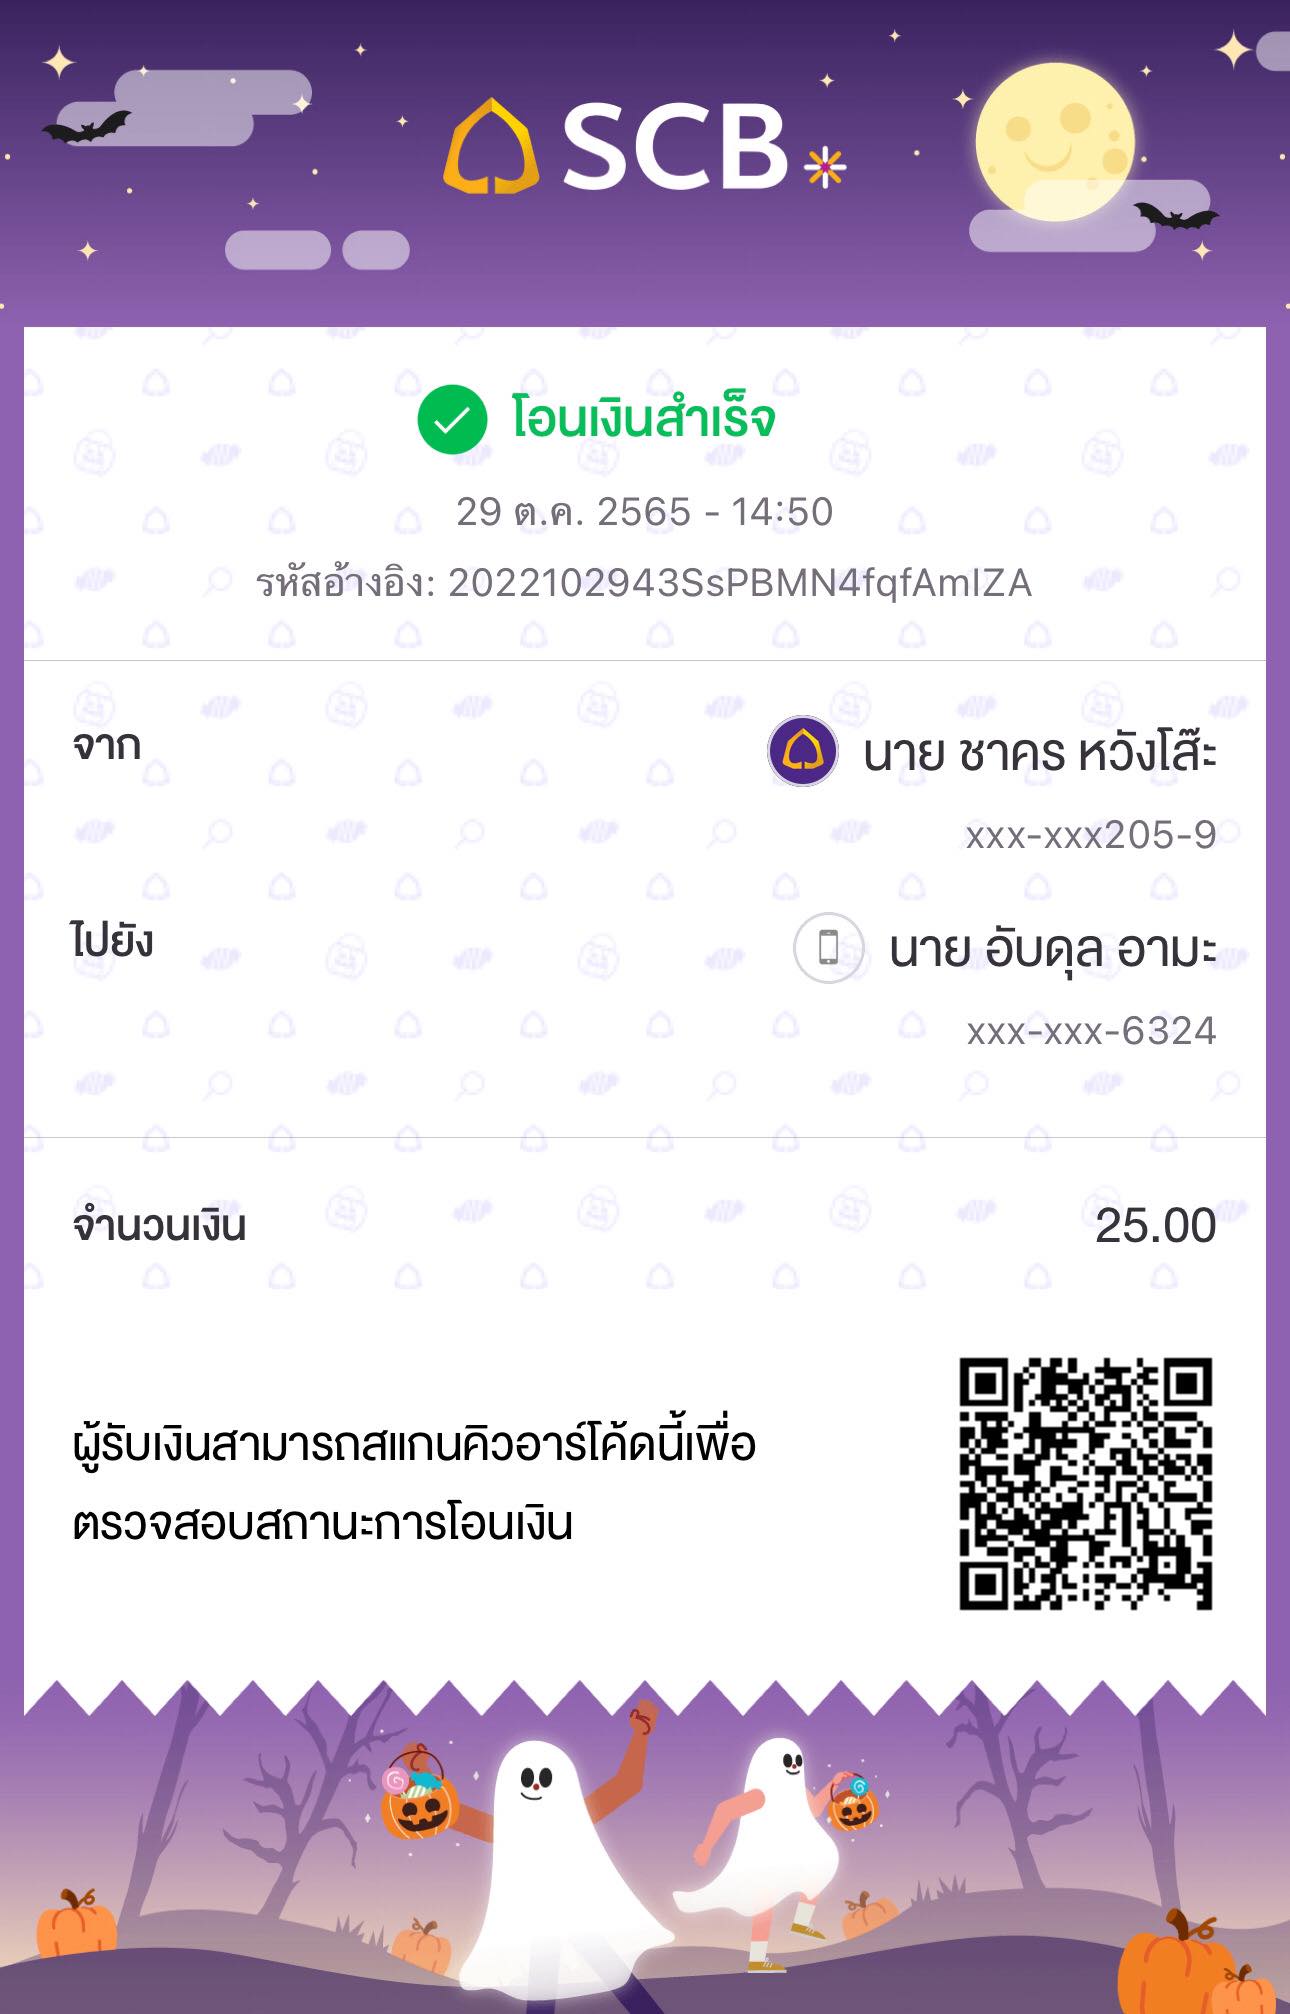 SCB
โอนเงินสำเร็จ
29 ต.ค. 2565 - 14:50
รหัสอ้างอิง: 2022102943SsPBMN4fqfAmIZA
จาก
นาย ชาคร หวังโส๊ะ
xxx-xxx205-9
ไปยัง
นาย อับดุล อามะ
xxx-xxx-6324
จำนวนเงิน
25.00
ผู้รับเงินสามารถสแกนคิวอาร์โค้ดนี้เพื่อ
ตรวจสอบสถานะการโอนเงิน